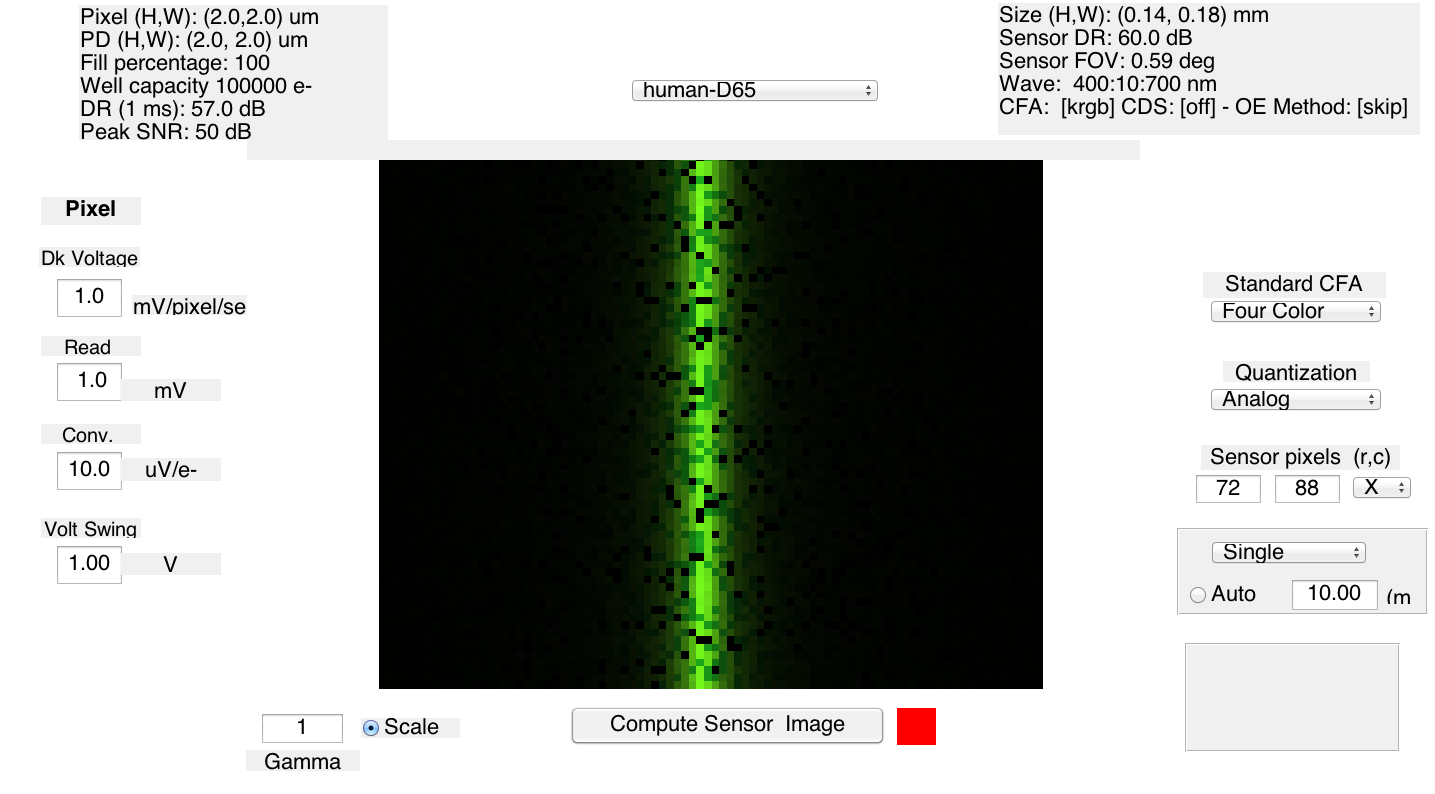 Pixel (H,W): (2.0,2.0) um
PD (H,W): (2.0, 2.0) um
Fill percentage: 100
Well capacity 100000 e-
DR (1 ms): 57.0 dB
Peak SNR: 50 dB
human-D65
Size (H,W): (0.14, 0.18) mm
Sensor DR: 60.0 dB
Sensor FOV: 0.59 deg
Wave: 400:10:700 nm
CFA: [krgb] CDS: [off] - OE Method: [skip]
Pixel
Dk Voltage
1.0 mV/pixel/se
Read
1.0 mV
Conv.
10.0 uV/e-
Volt Swing
1.00 V
Standard CFA
Four Color
Quantization
Analog
Sensor pixels (r,c)
72 88 X
Single
Auto 10.00 (m
1 Scale
Gamma
Compute Sensor Image